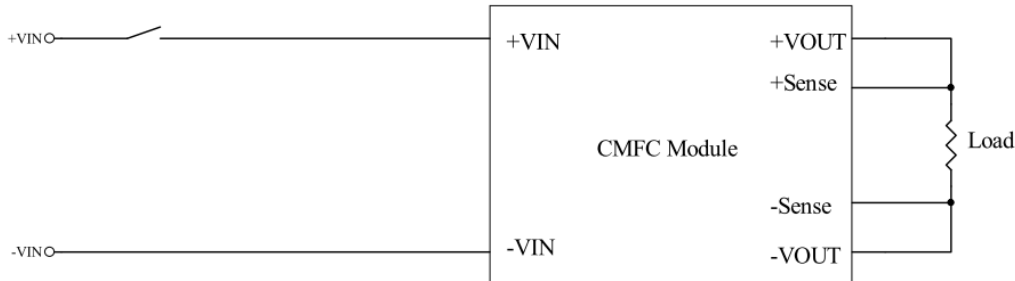 +VIN
+VIN
+VOUT
+Sense
CMFC Module
Load
-Sense
-VIN
-VIN
-VOUT